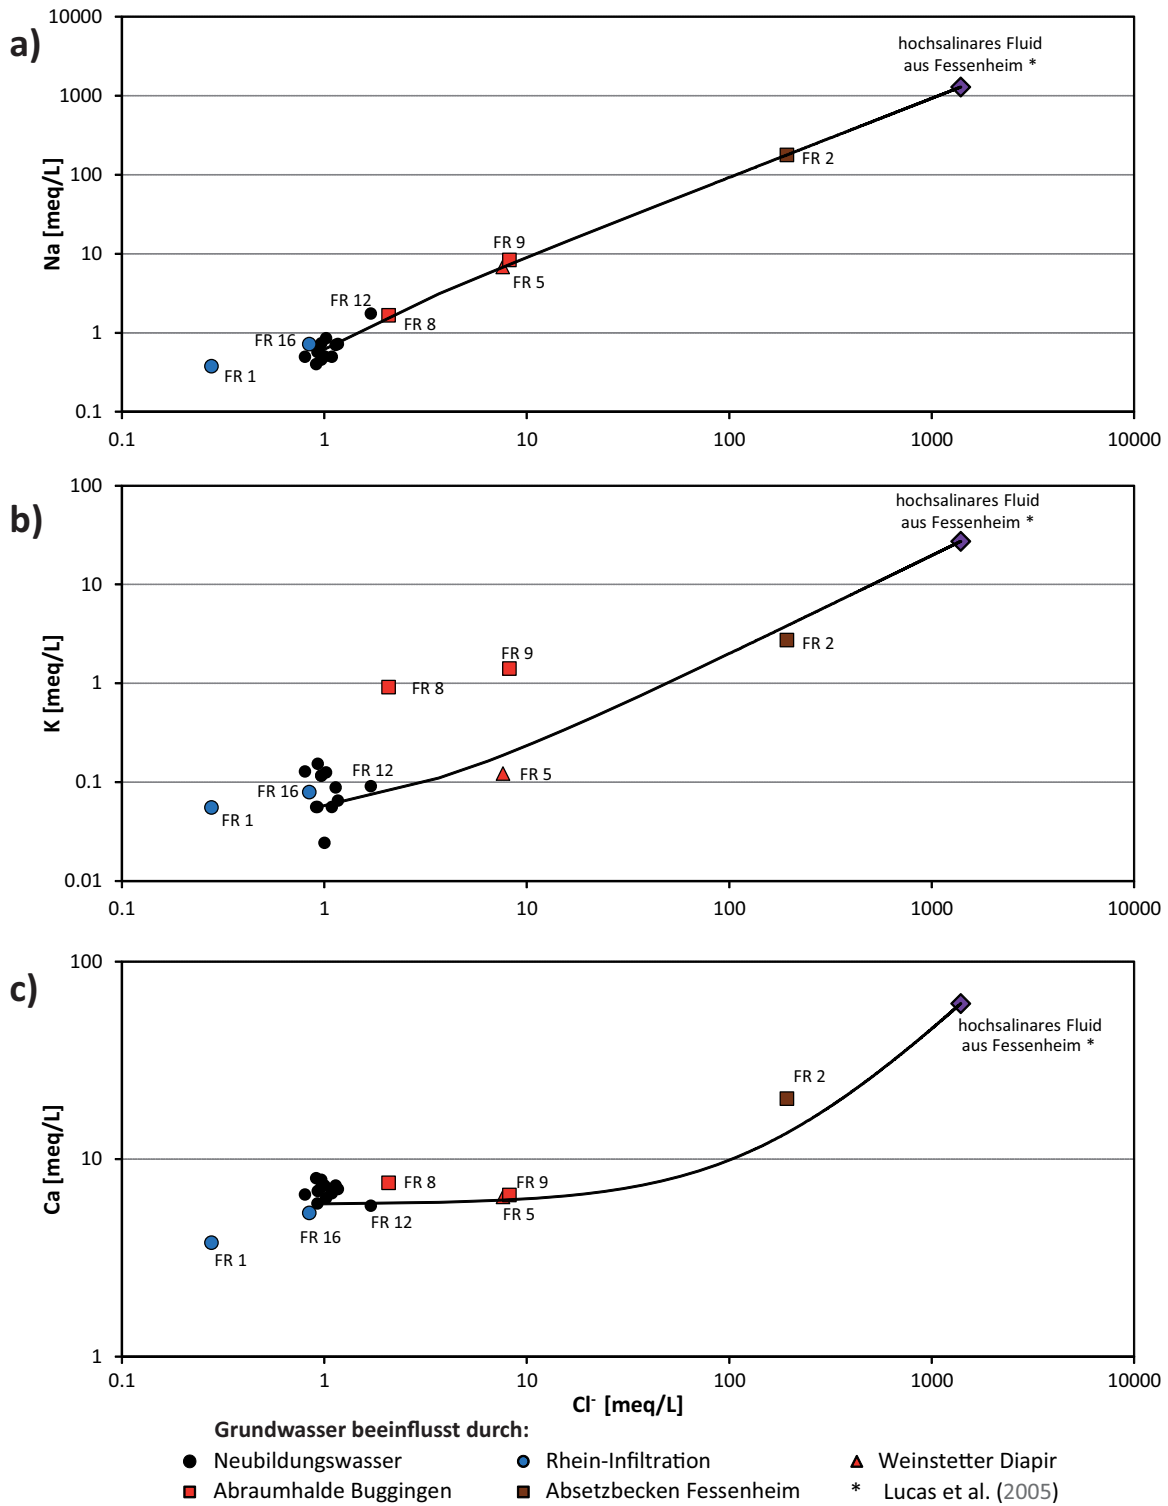 a)
10000
1000
100
10
1
0.1
Na [meq/L]
hochsalinares Fluid
aus Fessenheim *
FR 2
FR 9
FR 5
FR 12
FR 8
FR 16
FR 1
0.1 1 10 100 1000 10000
b)
100
10
1
0.1
0.01
K [meq/L]
hochsalinares Fluid
aus Fessenheim *
FR 2
FR 9
FR 8
FR 12
FR 5
FR 16
FR 1
0.1 1 10 100 1000 10000
c)
100
10
1
Ca [meq/L]
hochsalinares Fluid
aus Fessenheim *
FR 2
FR 8
FR 9
FR 5
FR 12
FR 16
FR 1
0.1 1 10 100 1000 10000
Cl⁻ [meq/L]
Grundwasser beeinflusst durch:
Neubildungswasser Rhein-Infiltration Weinstetter Diapir
Abraumhalde Buggingen Absetzbecken Fessenheim * Lucas et al. (2005)